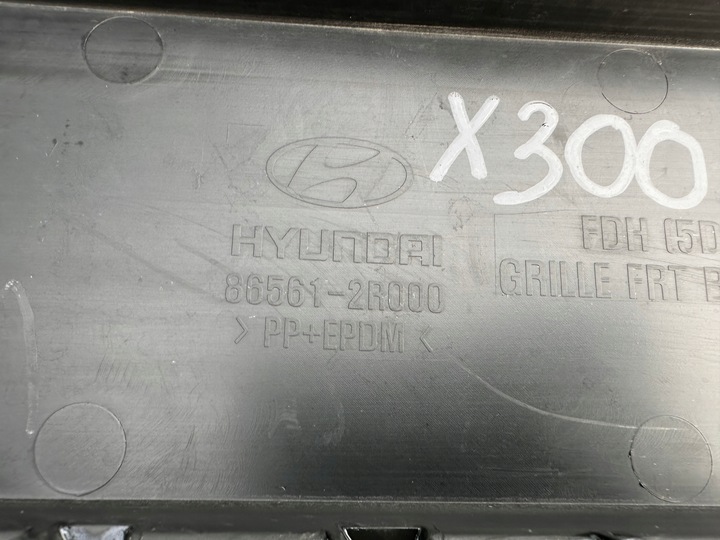 X300
HYUNDAI
86561-2R000
> PP+EPDM <
FDH (5D
GRILLE FRT